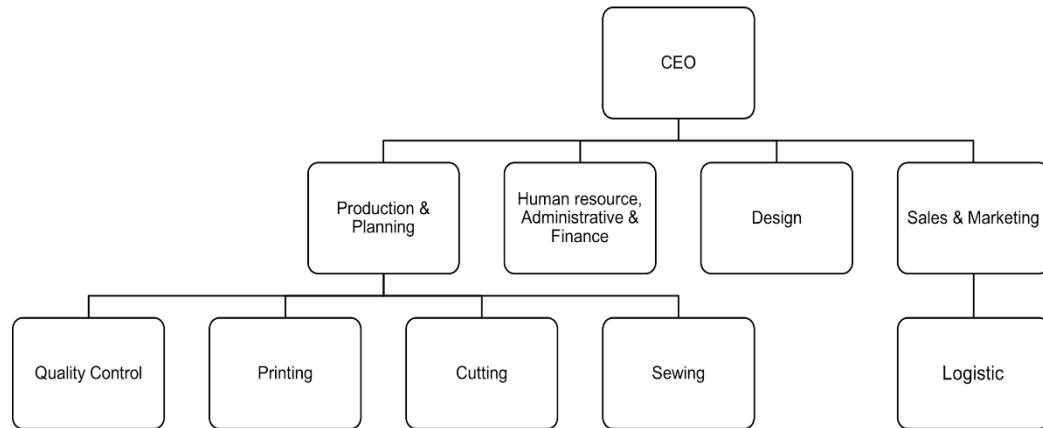 CEO
Production &
Planning
Human resource,
Administrative &
Finance
Design
Sales & Marketing
Quality Control
Printing
Cutting
Sewing
Logistic